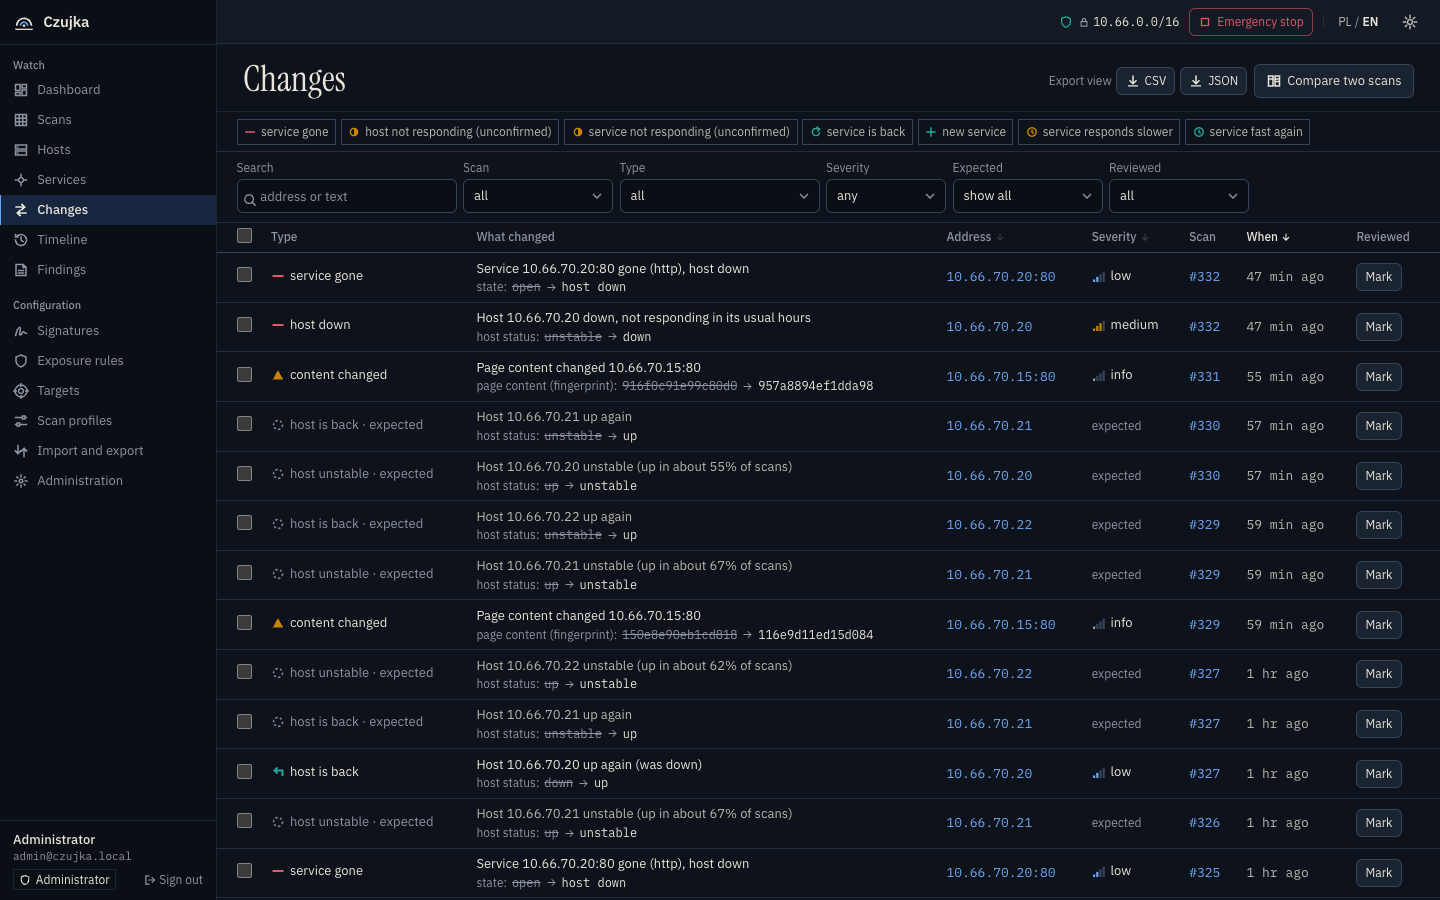 Czujka
10.66.0.0/16
Emergency stop
PL / EN
Watch
Dashboard
Scans
Hosts
Services
Changes
Timeline
Findings
Configuration
Signatures
Exposure rules
Targets
Scan profiles
Import and export
Administration
Administrator
admin@czujka.local
Administrator
Sign out
Changes
Export view
CSV
JSON
Compare two scans
service gone
host not responding (unconfirmed)
service not responding (unconfirmed)
service is back
new service
service responds slower
service fast again
Search Scan Type Severity Expected Reviewed
address or text all all any show all all
Type What changed Address ↓ Severity ↓ Scan When ↓ Reviewed
service gone Service 10.66.70.20:80 gone (http), host down 10.66.70.20:80 low #332 47 min ago Mark
state: open → host down
host down Host 10.66.70.20 down, not responding in its usual hours 10.66.70.20 medium #332 47 min ago Mark
host status: unstable → down
content changed Page content changed 10.66.70.15:80 10.66.70.15:80 info #331 55 min ago Mark
page content (fingerprint): 916f0c91e99c80d0 → 957a8894ef1dda98
host is back · expected Host 10.66.70.21 up again 10.66.70.21 expected #330 57 min ago Mark
host status: unstable → up
host unstable · expected Host 10.66.70.20 unstable (up in about 55% of scans) 10.66.70.20 expected #330 57 min ago Mark
host status: up → unstable
host is back · expected Host 10.66.70.22 up again 10.66.70.22 expected #329 59 min ago Mark
host status: unstable → up
host unstable · expected Host 10.66.70.21 unstable (up in about 67% of scans) 10.66.70.21 expected #329 59 min ago Mark
host status: up → unstable
content changed Page content changed 10.66.70.15:80 10.66.70.15:80 info #329 59 min ago Mark
page content (fingerprint): 150e8e90eb1cd818 → 116e9d11ed15d084
host unstable · expected Host 10.66.70.22 unstable (up in about 62% of scans) 10.66.70.22 expected #327 1 hr ago Mark
host status: up → unstable
host is back · expected Host 10.66.70.21 up again 10.66.70.21 expected #327 1 hr ago Mark
host status: unstable → up
host is back Host 10.66.70.20 up again (was down) 10.66.70.20 low #327 1 hr ago Mark
host status: down → up
host unstable · expected Host 10.66.70.21 unstable (up in about 67% of scans) 10.66.70.21 expected #326 1 hr ago Mark
host status: up → unstable
service gone Service 10.66.70.20:80 gone (http), host down 10.66.70.20:80 low #325 1 hr ago Mark
state: open → host down